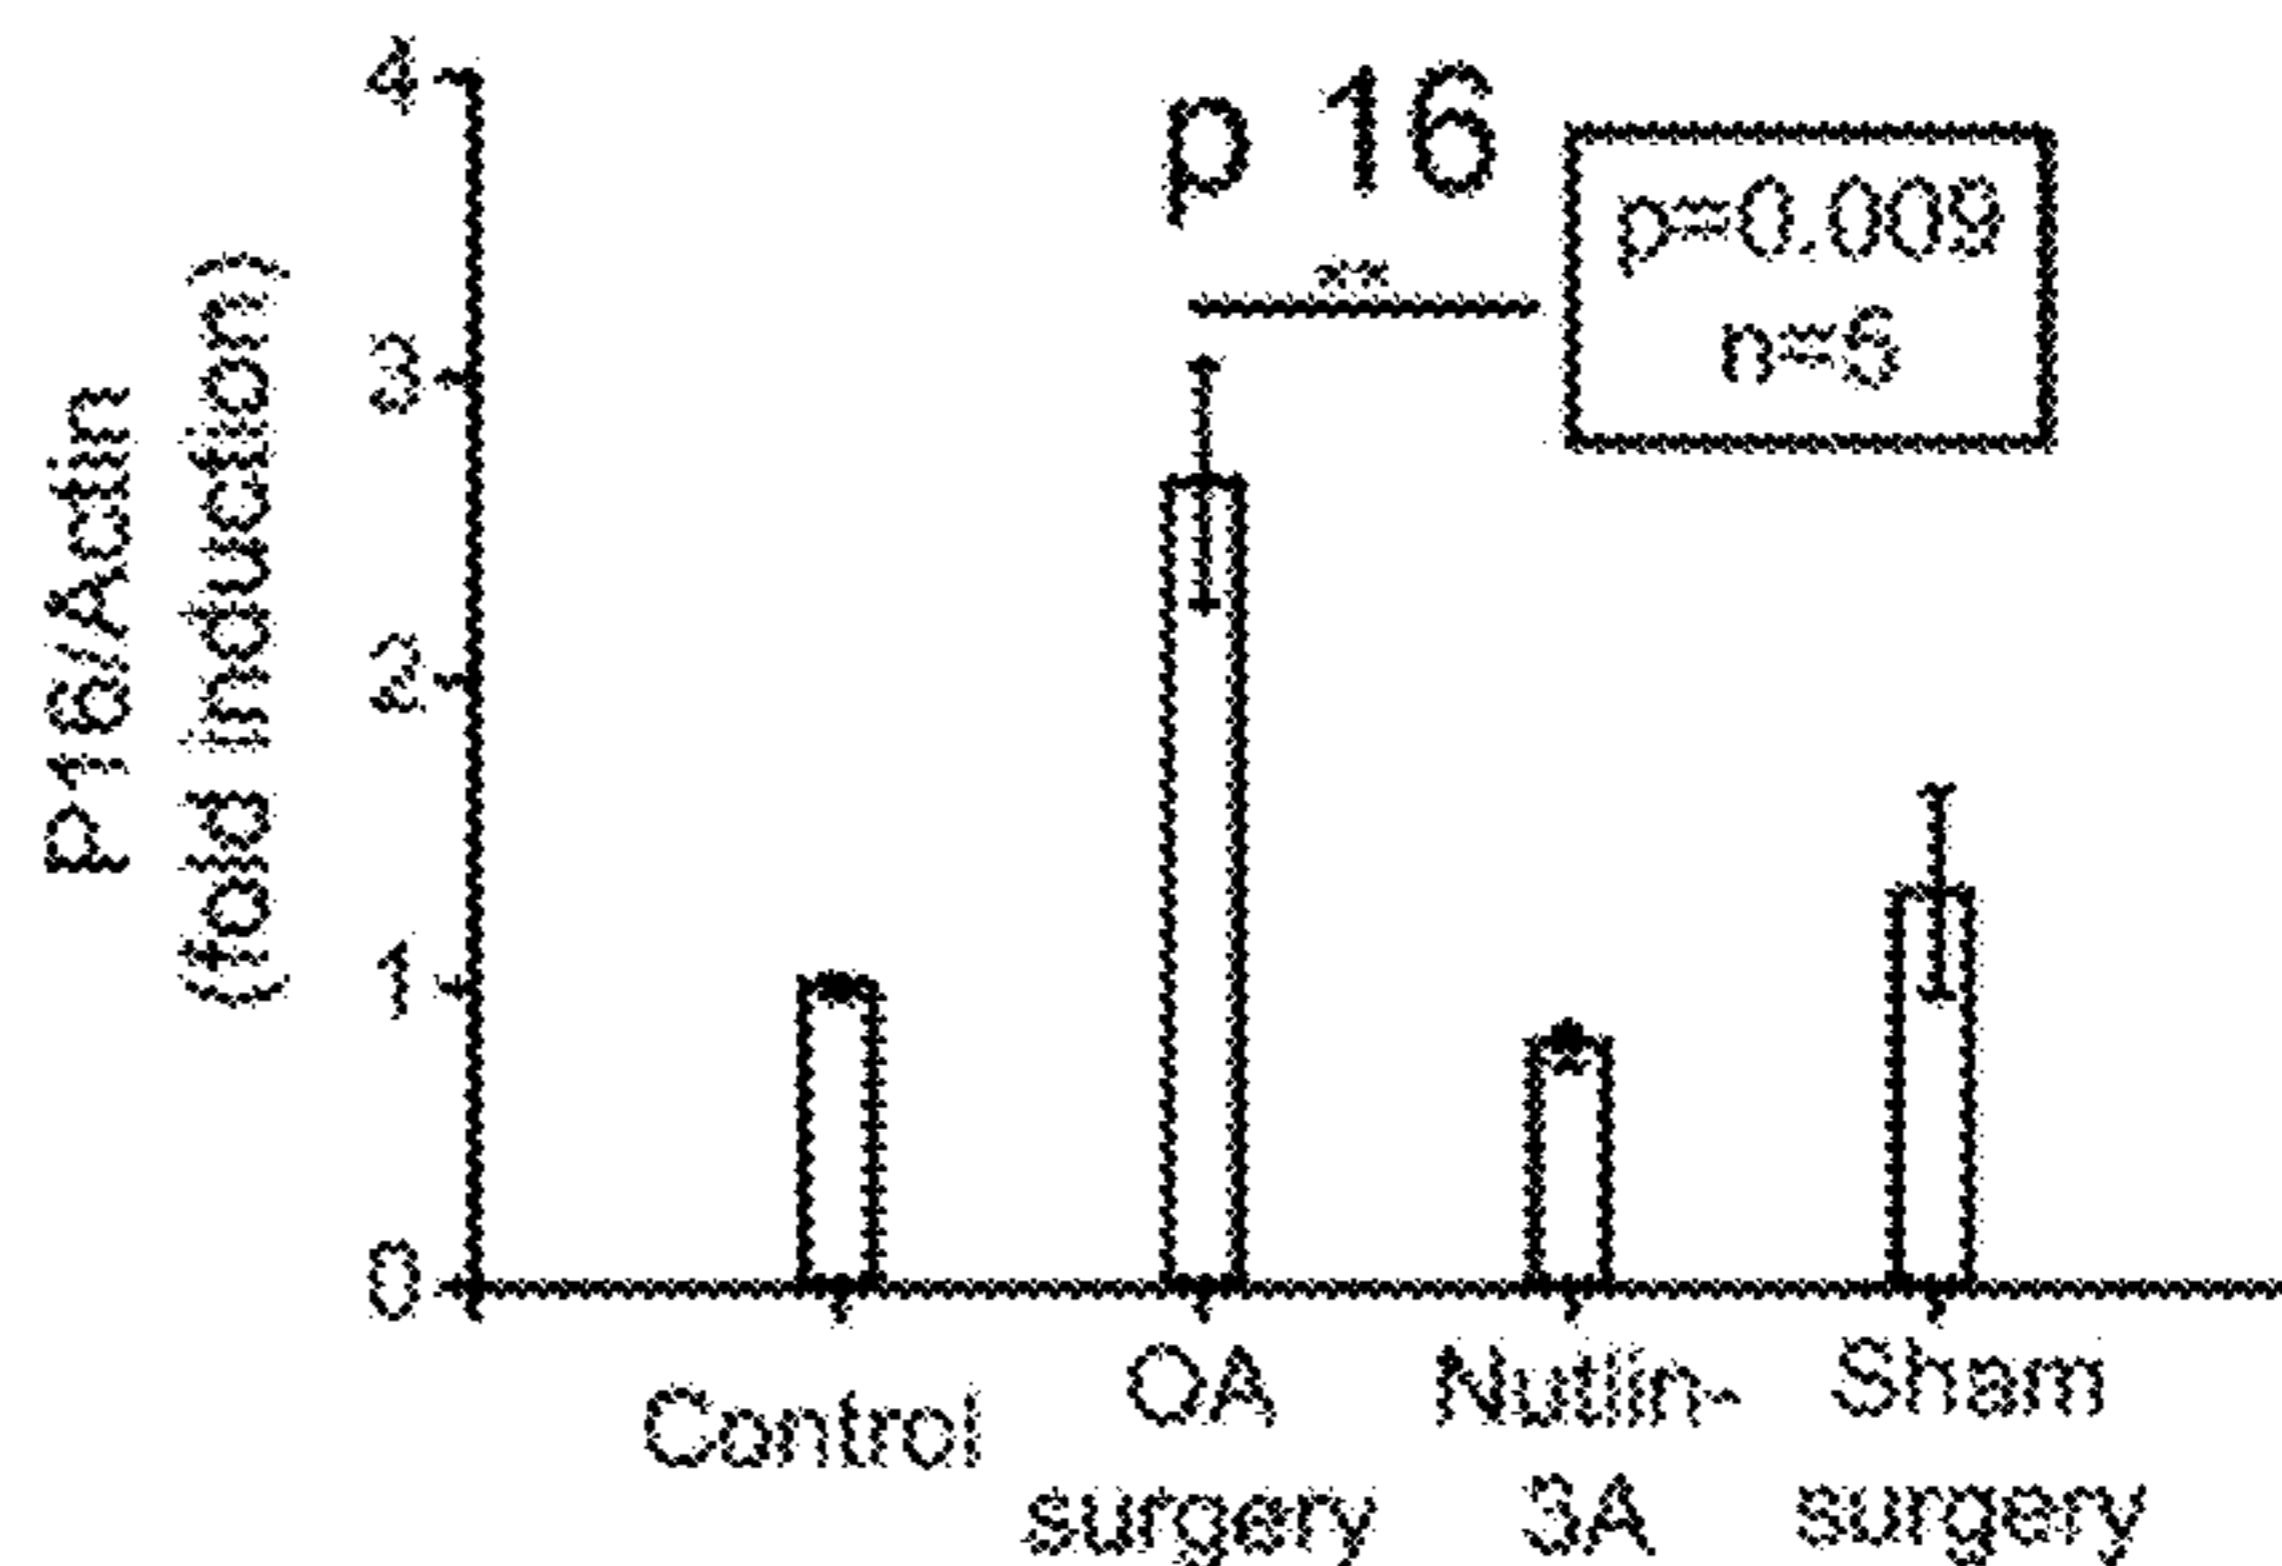 p 16
**
p=0.009
n=6
P16/Actin
(fold induction)
4
3
2
1
0
Control
OA
surgery
Nutlin-
3A
Sham
surgery